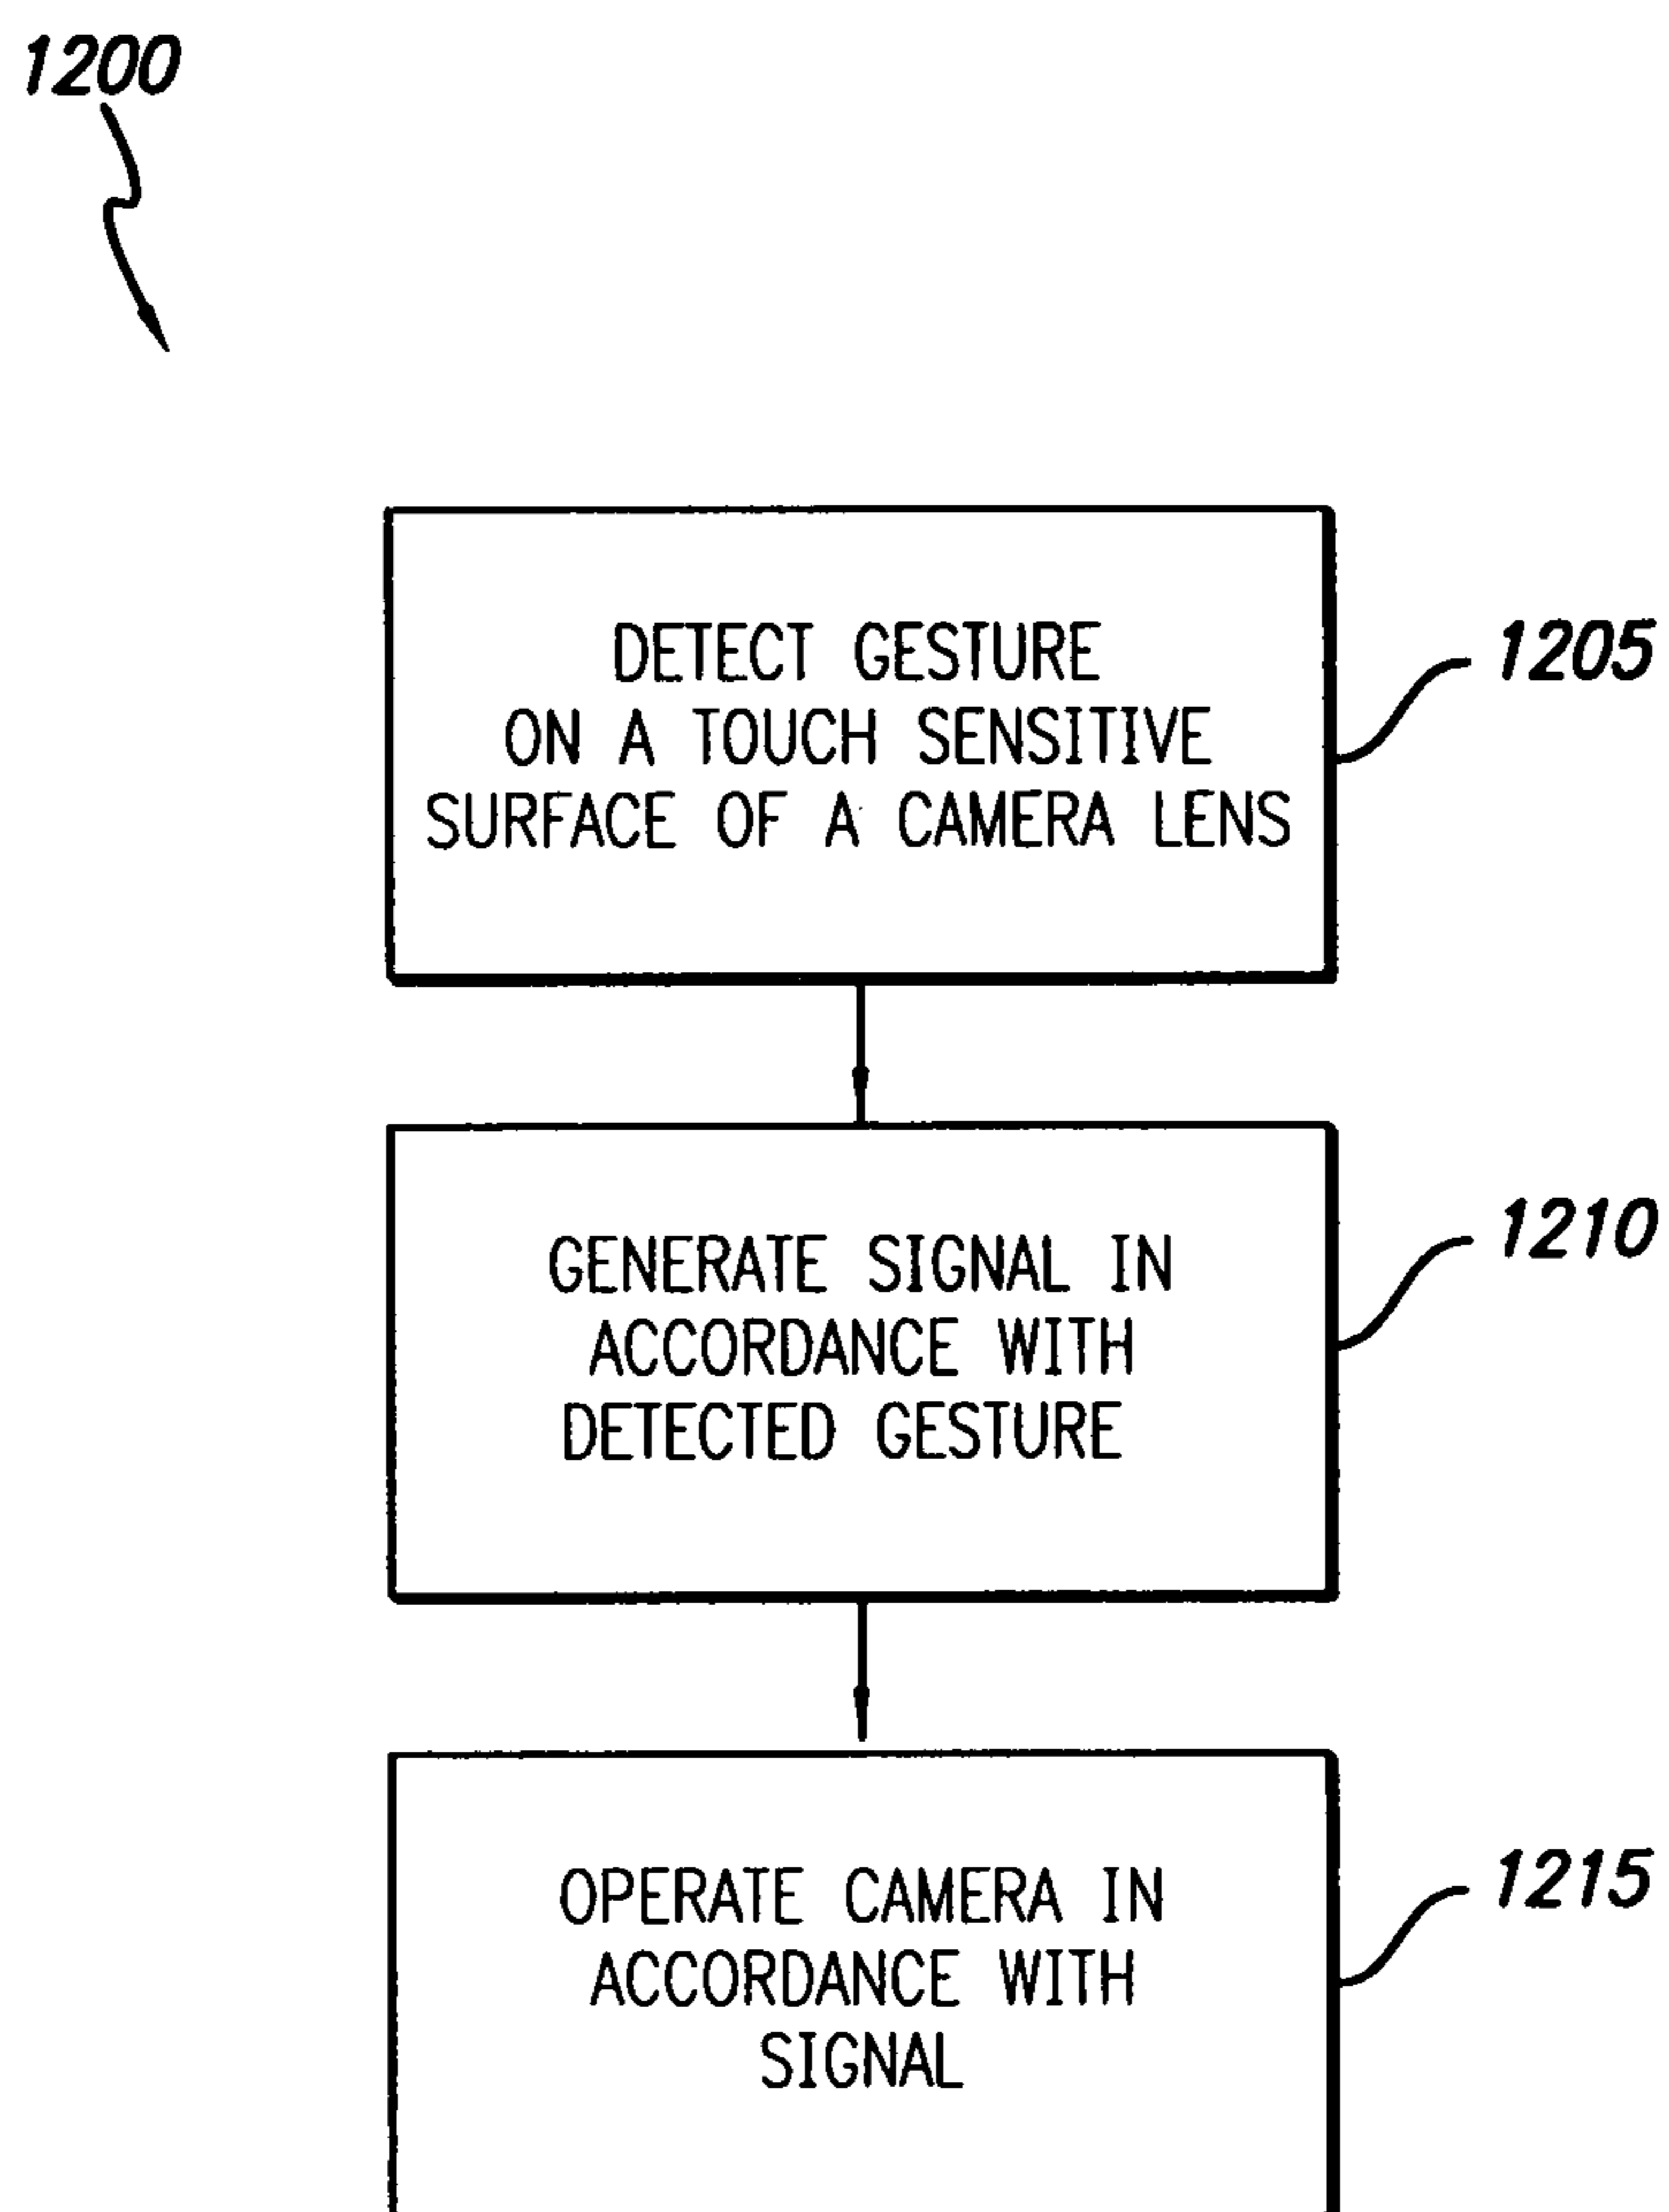 1200
DETECT GESTURE
ON A TOUCH SENSITIVE
SURFACE OF A CAMERA LENS
1205
GENERATE SIGNAL IN
ACCORDANCE WITH
DETECTED GESTURE
1210
OPERATE CAMERA IN
ACCORDANCE WITH
SIGNAL
1215